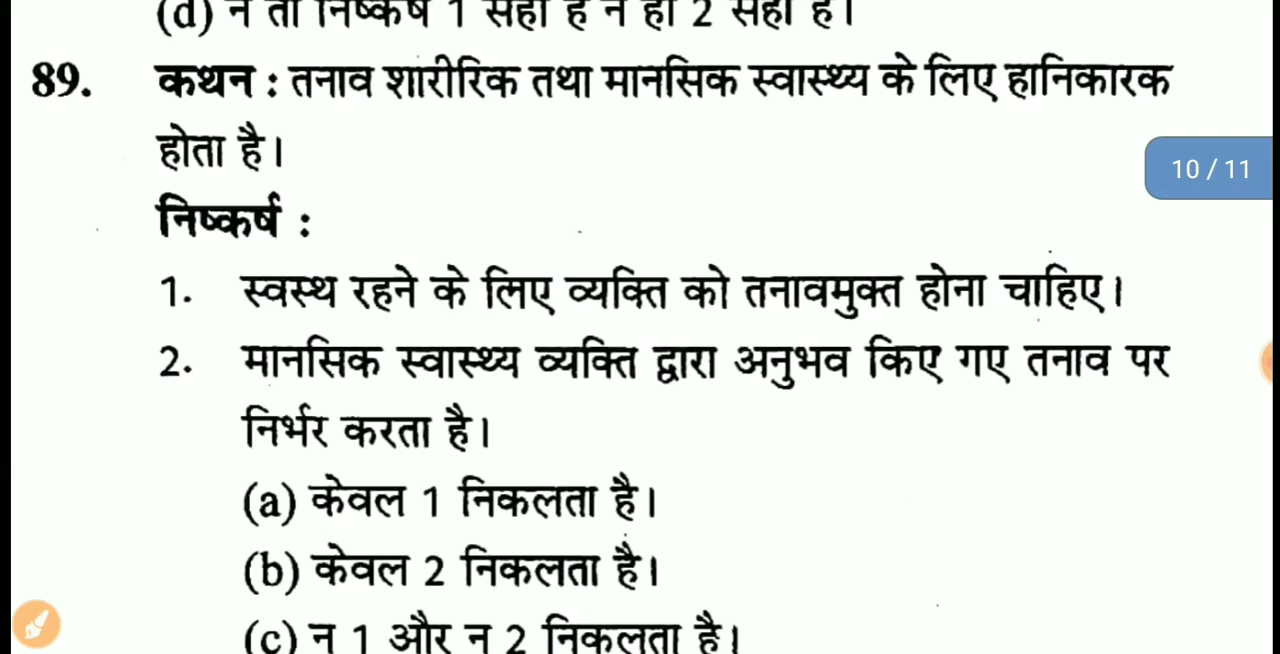 (d) न तो निष्कर्ष 1 सही है न ही 2 सही है।
89. कथन : तनाव शारीरिक तथा मानसिक स्वास्थ्य के लिए हानिकारक
होता है।
10 / 11
निष्कर्ष :
1. स्वस्थ रहने के लिए व्यक्ति को तनावमुक्त होना चाहिए।
2. मानसिक स्वास्थ्य व्यक्ति द्वारा अनुभव किए गए तनाव पर
निर्भर करता है।
(a) केवल 1 निकलता है।
(b) केवल 2 निकलता है।
(c) न 1 और न 2 निकलता है।